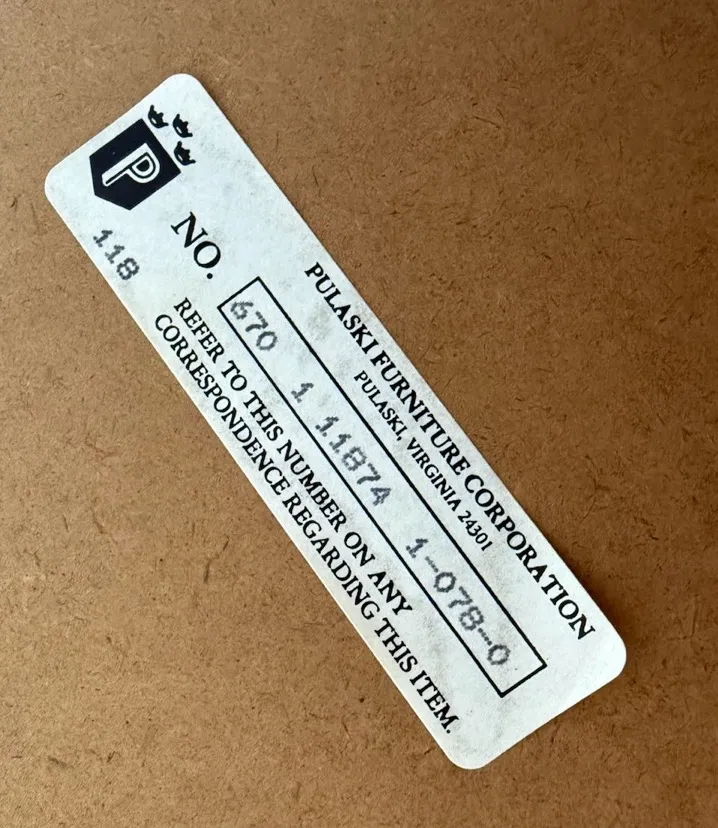 P
PULASKI FURNITURE CORPORATION
PULASKI, VIRGINIA 24301
NO.
670 1 11874 1-078-0
118
REFER TO THIS NUMBER ON ANY
CORRESPONDENCE REGARDING THIS ITEM.